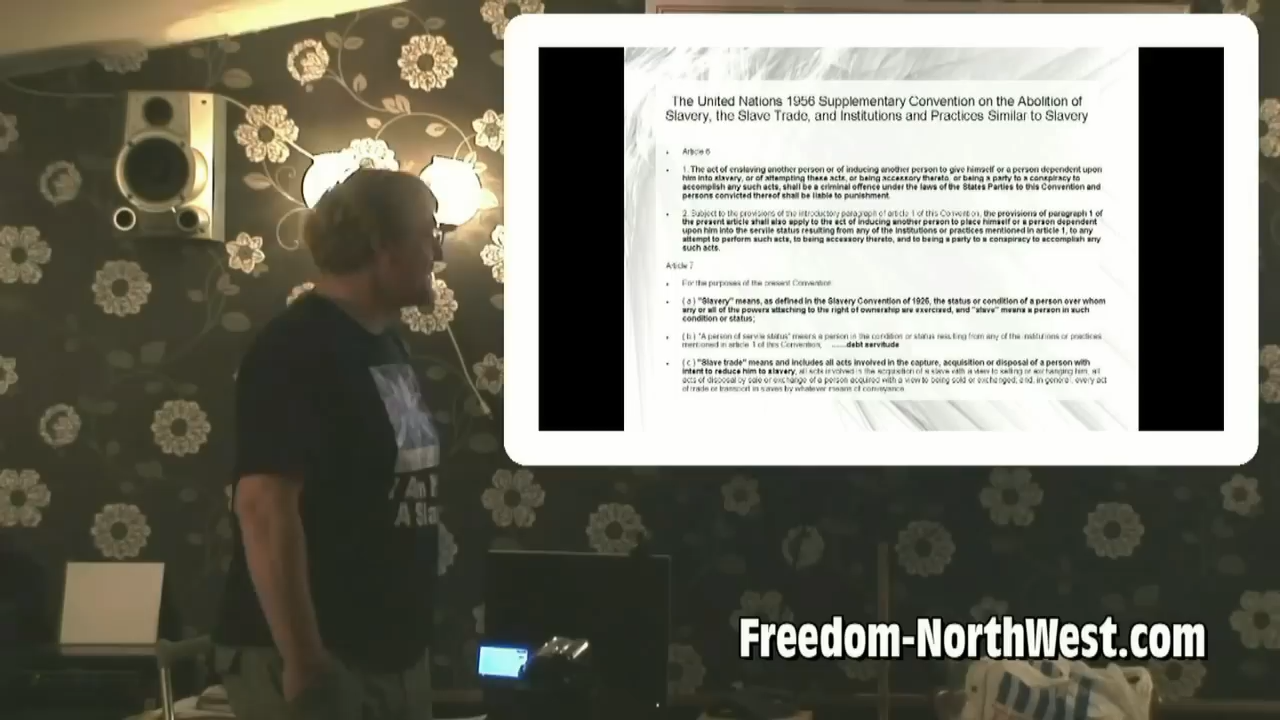 The United Nations 1956 Supplementary Convention on the Abolition of
Slavery, the Slave Trade, and Institutions and Practices Similar to Slavery
Article 6
1. The act of enslaving another person or of inducing another person to give himself or a person dependent upon
him into slavery, or of attempting these acts, or being accessory thereto, or being a party to a conspiracy to
accomplish any such acts, shall be a criminal offence under the laws of the States Parties to this Convention and
persons convicted thereof shall be liable to punishment.
2. Subject to the provisions of the introductory paragraph of article 1 of this Convention, the provisions of paragraph 1 of
the present article shall also apply to the act of inducing another person to place himself or a person dependent
upon him into the servile status resulting from any of the institutions or practices mentioned in article 1, to any
attempt to perform such acts, to being accessory thereto, and to being a party to a conspiracy to accomplish any
such acts.
Article 7
For the purposes of the present Convention:
( a ) "Slavery" means, as defined in the Slavery Convention of 1926, the status or condition of a person over whom
any or all of the powers attaching to the right of ownership are exercised, and "slave" means a person in such
condition or status;
( b ) "A person of servile status" means a person in the condition or status resulting from any of the institutions or practices
mentioned in article 1 of this Convention, ......debt servitude
( c ) "Slave trade" means and includes all acts involved in the capture, acquisition or disposal of a person with
intent to reduce him to slavery, all acts involved in the acquisition of a slave with a view to selling or exchanging him; all
acts of disposal by sale or exchange of a person acquired with a view to being sold or exchanged; and, in general, every act
of trade or transport in slaves by whatever means of conveyance.
A
Freedom-NorthWest.com